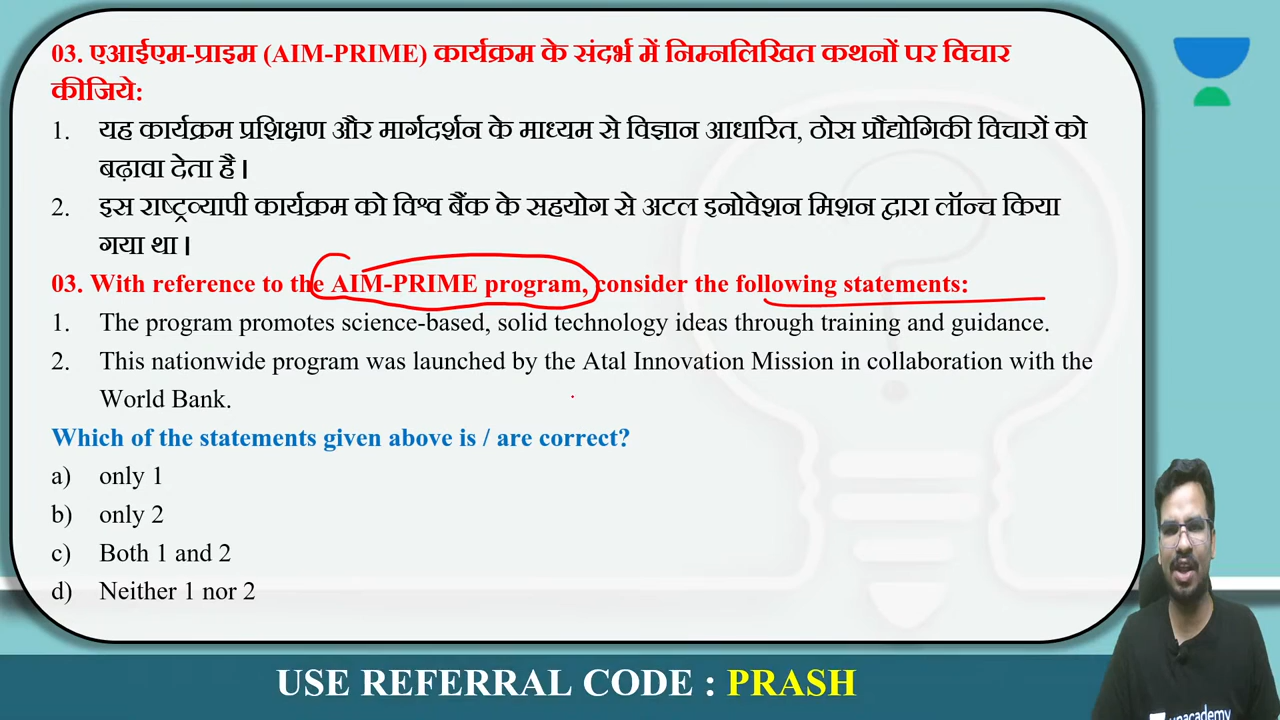 03. एआईएम-प्राइम (AIM-PRIME) कार्यक्रम के संदर्भ में निम्नलिखित कथनों पर विचार
कीजिये:
1. यह कार्यक्रम प्रशिक्षण और मार्गदर्शन के माध्यम से विज्ञान आधारित, ठोस प्रौद्योगिकी विचारों को
बढ़ावा देता है।
2. इस राष्ट्रव्यापी कार्यक्रम को विश्व बैंक के सहयोग से अटल इनोवेशन मिशन द्वारा लॉन्च किया
गया था।
03. With reference to the AIM-PRIME program, consider the following statements:
1. The program promotes science-based, solid technology ideas through training and guidance.
2. This nationwide program was launched by the Atal Innovation Mission in collaboration with the
World Bank.
Which of the statements given above is / are correct?
a) only 1
b) only 2
c) Both 1 and 2
d) Neither 1 nor 2
USE REFERRAL CODE : PRASH